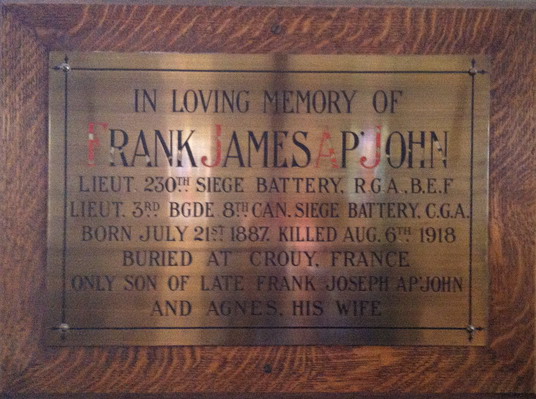 IN LOVING MEMORY OF
FRANK JAMES AP'JOHN
LIEUT. 230TH SIEGE BATTERY. R.G.A., B.E.F
LIEUT. 3RD BGDE. 8TH CAN. SIEGE BATTERY. C.G.A.
BORN JULY 21ST 1887. KILLED AUG. 6TH 1918
BURIED AT CROUY, FRANCE
ONLY SON OF LATE FRANK JOSEPH AP'JOHN
AND AGNES, HIS WIFE